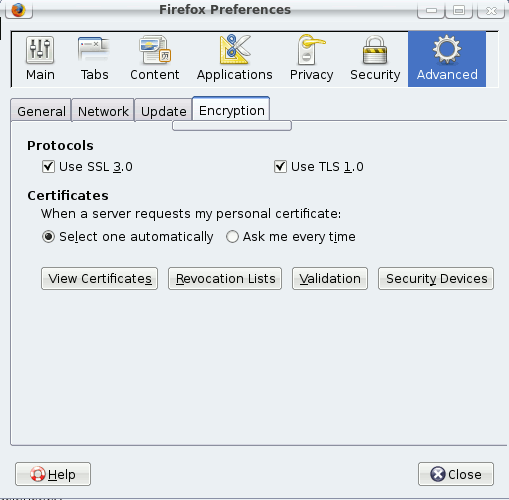 Firefox Preferences
Main Tabs Content Applications Privacy Security Advanced
General Network Update Encryption
Protocols
Use SSL 3.0 Use TLS 1.0
Certificates
When a server requests my personal certificate:
Select one automatically Ask me every time
View Certificates Revocation Lists Validation Security Devices
Help Close